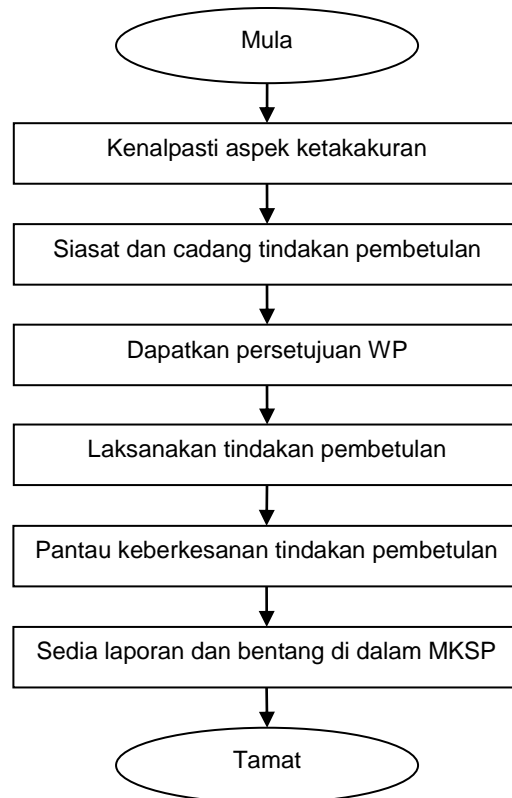 Mula
Kenalpasti aspek ketakakuran
Siasat dan cadang tindakan pembetulan
Dapatkan persetujuan WP
Laksanakan tindakan pembetulan
Pantau keberkesanan tindakan pembetulan
Sedia laporan dan bentang di dalam MKSP
Tamat